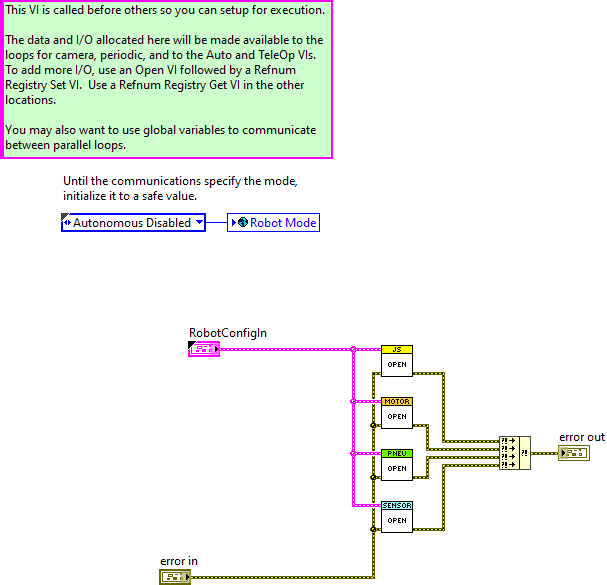 This VI is called before others so you can setup for execution.
The data and I/O allocated here will be made available to the
loops for camera, periodic, and to the Auto and TeleOp VIs.
To add more I/O, use an Open VI followed by a Refnum
Registry Set VI.  Use a Refnum Registry Get VI in the other
locations.
You may also want to use global variables to communicate
between parallel loops.
Until the communications specify the mode,
initialize it to a safe value.
Autonomous Disabled
Robot Mode
RobotConfigIn
JS
OPEN
MOTOR
OPEN
PNEU
OPEN
SENSOR
OPEN
?!
?!
?!
?!
?!
error out
error in